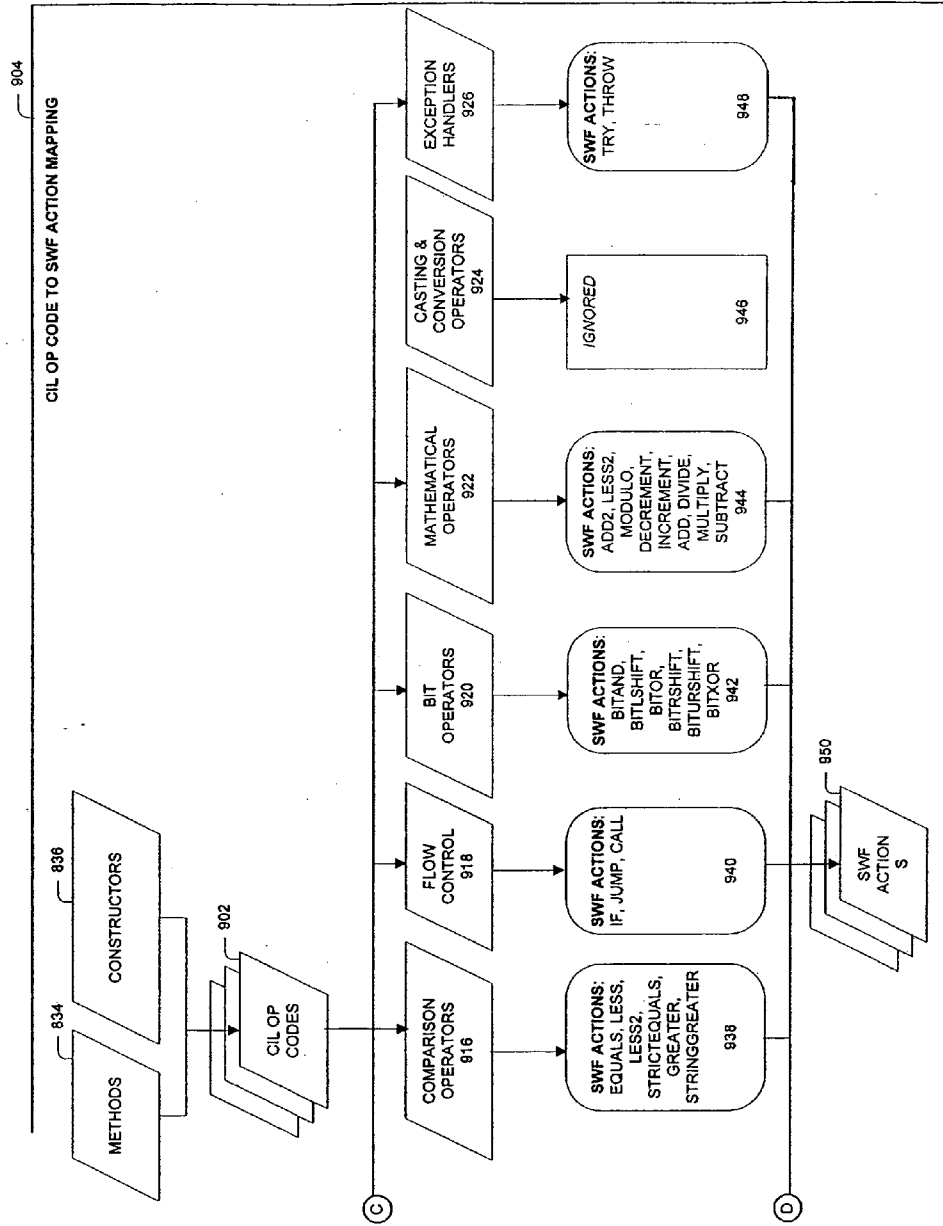 904
CIL OP CODE TO SWF ACTION MAPPING
834
METHODS
836
CONSTRUCTORS
902
CIL OP
CODES
C
COMPARISON
OPERATORS
916
FLOW
CONTROL
918
BIT
OPERATORS
920
MATHEMATICAL
OPERATORS
922
CASTING &
CONVERSION
OPERATORS
924
EXCEPTION
HANDLERS
926
SWF ACTIONS:
EQUALS, LESS,
LESS2,
STRICTEQUALS,
GREATER,
STRINGGREATER
938
SWF ACTIONS:
IF, JUMP, CALL
940
SWF ACTIONS:
BITAND,
BITLSHIFT,
BITOR,
BITRSHIFT,
BITURSHIFT,
BITXOR
942
SWF ACTIONS:
ADD2, LESS2,
MODULO,
DECREMENT,
INCREMENT,
ADD, DIVIDE,
MULTIPLY,
SUBTRACT
944
IGNORED
946
SWF ACTIONS:
TRY, THROW
948
D
950
SWF
ACTION
S